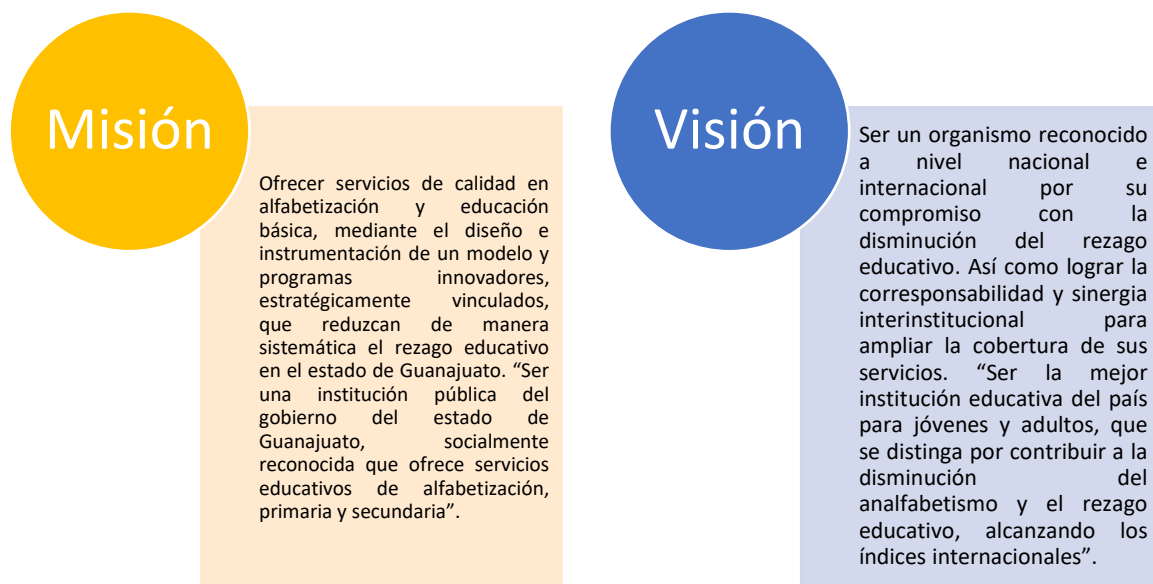 Misión
Ofrecer servicios de calidad en
alfabetización y educación
básica, mediante el diseño e
instrumentación de un modelo y
programas innovadores,
estratégicamente vinculados,
que reduzcan de manera
sistemática el rezago educativo
en el estado de Guanajuato. “Ser
una institución pública del
gobierno del estado de
Guanajuato, socialmente
reconocida que ofrece servicios
educativos de alfabetización,
primaria y secundaria”.
Visión
Ser un organismo reconocido
a nivel nacional e
internacional por su
compromiso con la
disminución del rezago
educativo. Así como lograr la
corresponsabilidad y sinergia
interinstitucional para
ampliar la cobertura de sus
servicios. “Ser la mejor
institución educativa del país
para jóvenes y adultos, que
se distinga por contribuir a la
disminución del
analfabetismo y el rezago
educativo, alcanzando los
índices internacionales”.